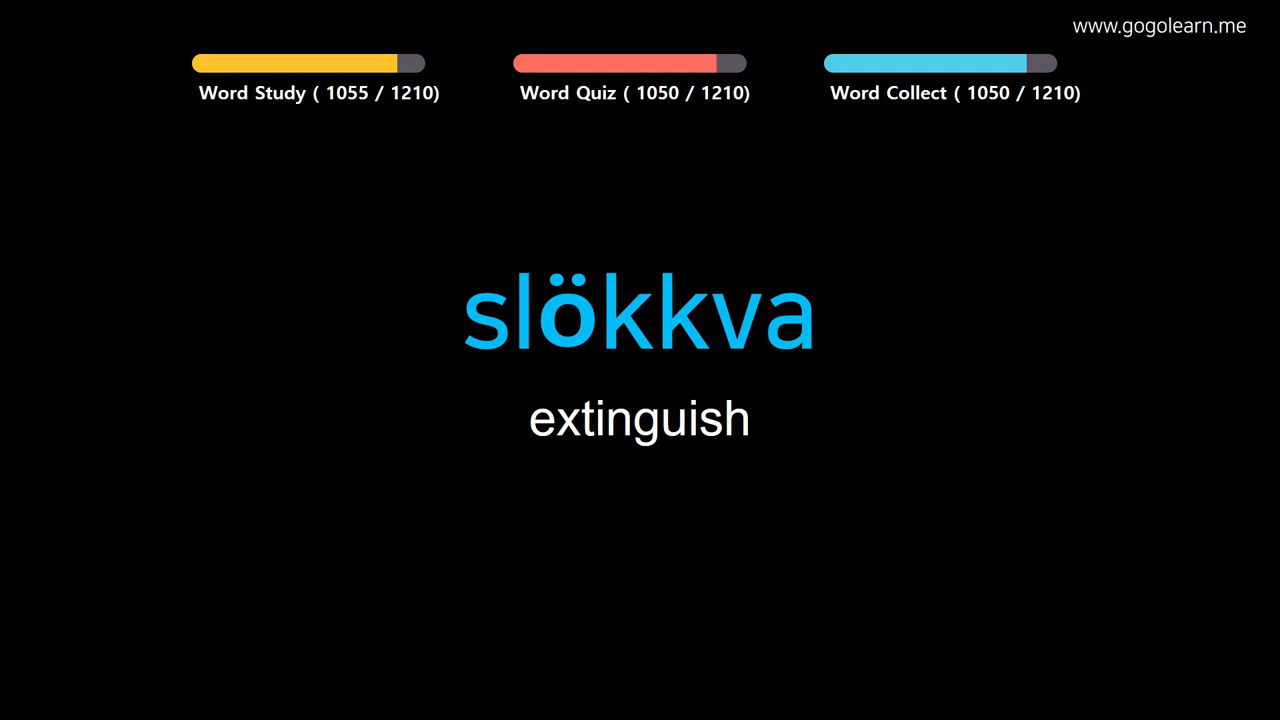 www.gogolearn.me
Word Study ( 1055 / 1210)
Word Quiz ( 1050 / 1210)
Word Collect ( 1050 / 1210)
slökkva
extinguish